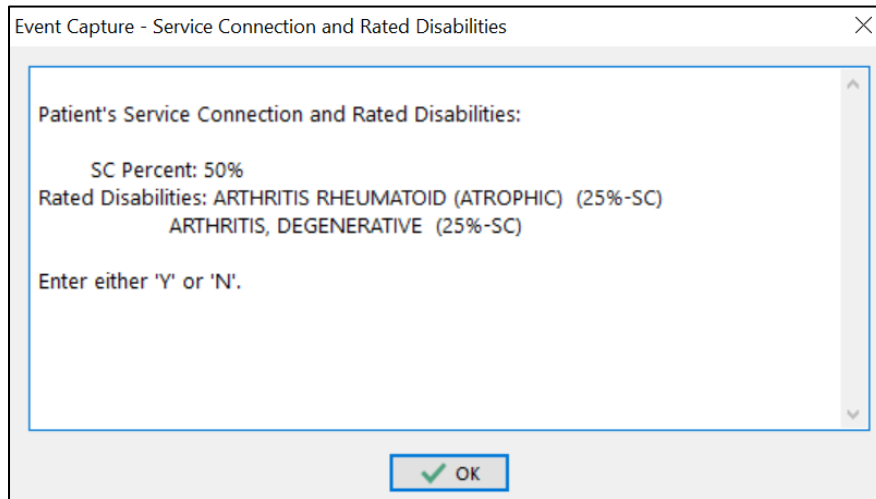 Event Capture - Service Connection and Rated Disabilities
Patient's Service Connection and Rated Disabilities:
SC Percent: 50%
Rated Disabilities: ARTHRITIS RHEUMATOID (ATROPHIC) (25%-SC)
ARTHRITIS, DEGENERATIVE (25%-SC)
Enter either 'Y' or 'N'.
OK